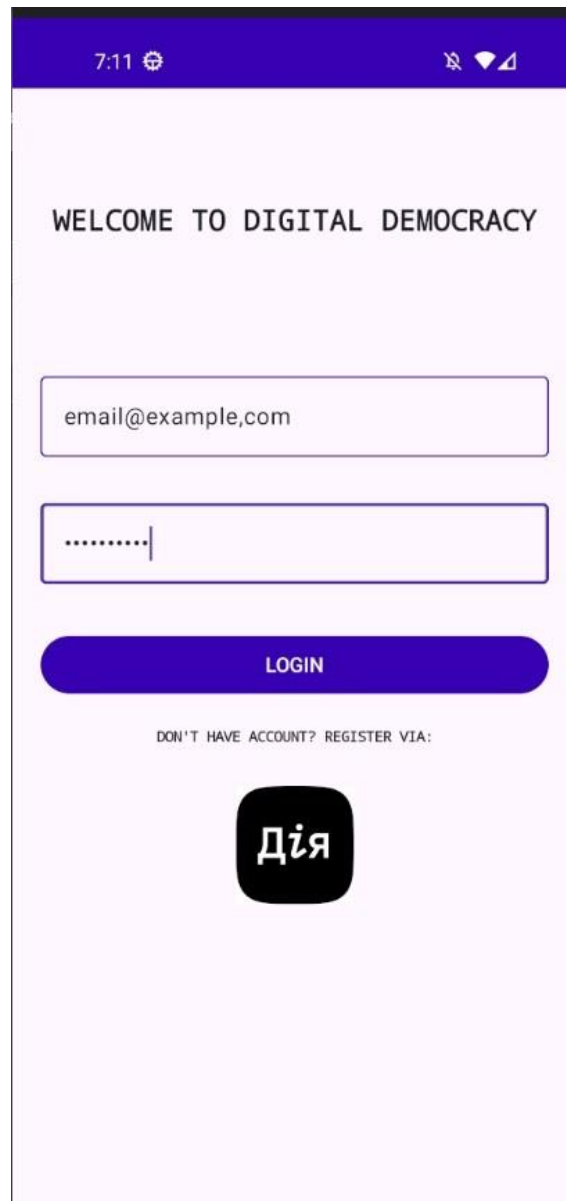 7:11
WELCOME TO DIGITAL DEMOCRACY
email@example,com
••••••••••
LOGIN
DON'T HAVE ACCOUNT? REGISTER VIA:
Дія